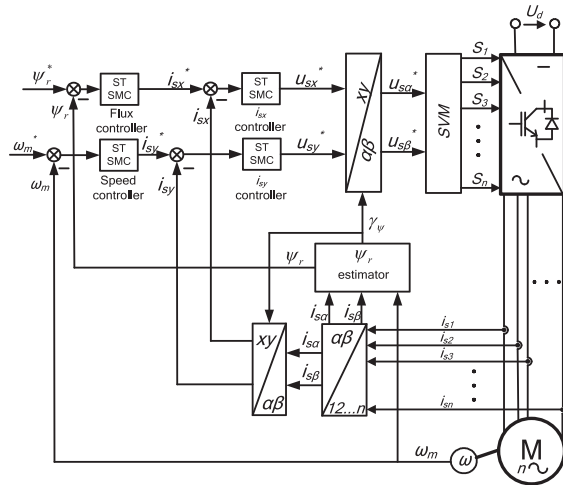 U_d
ψ_r^*
ST SMC
i_sx^*
ST SMC
u_sx^*
xy
αβ
u_sα^*
SVM
S_1
S_2
S_3
S_n
−
∼
ψ_r
−
Flux controller
i_sx
−
i_sx controller
ω_m^*
ST SMC
i_sy^*
ST SMC
u_sy^*
u_sβ^*
ω_m
−
Speed controller
i_sy
−
i_sy controller
γ_ψ
ψ_r
ψ_r estimator
i_sα
i_sβ
xy
αβ
i_sα
i_sβ
αβ
12...n
i_s1
i_s2
i_s3
i_sn
ω_m
ω
M
n∼